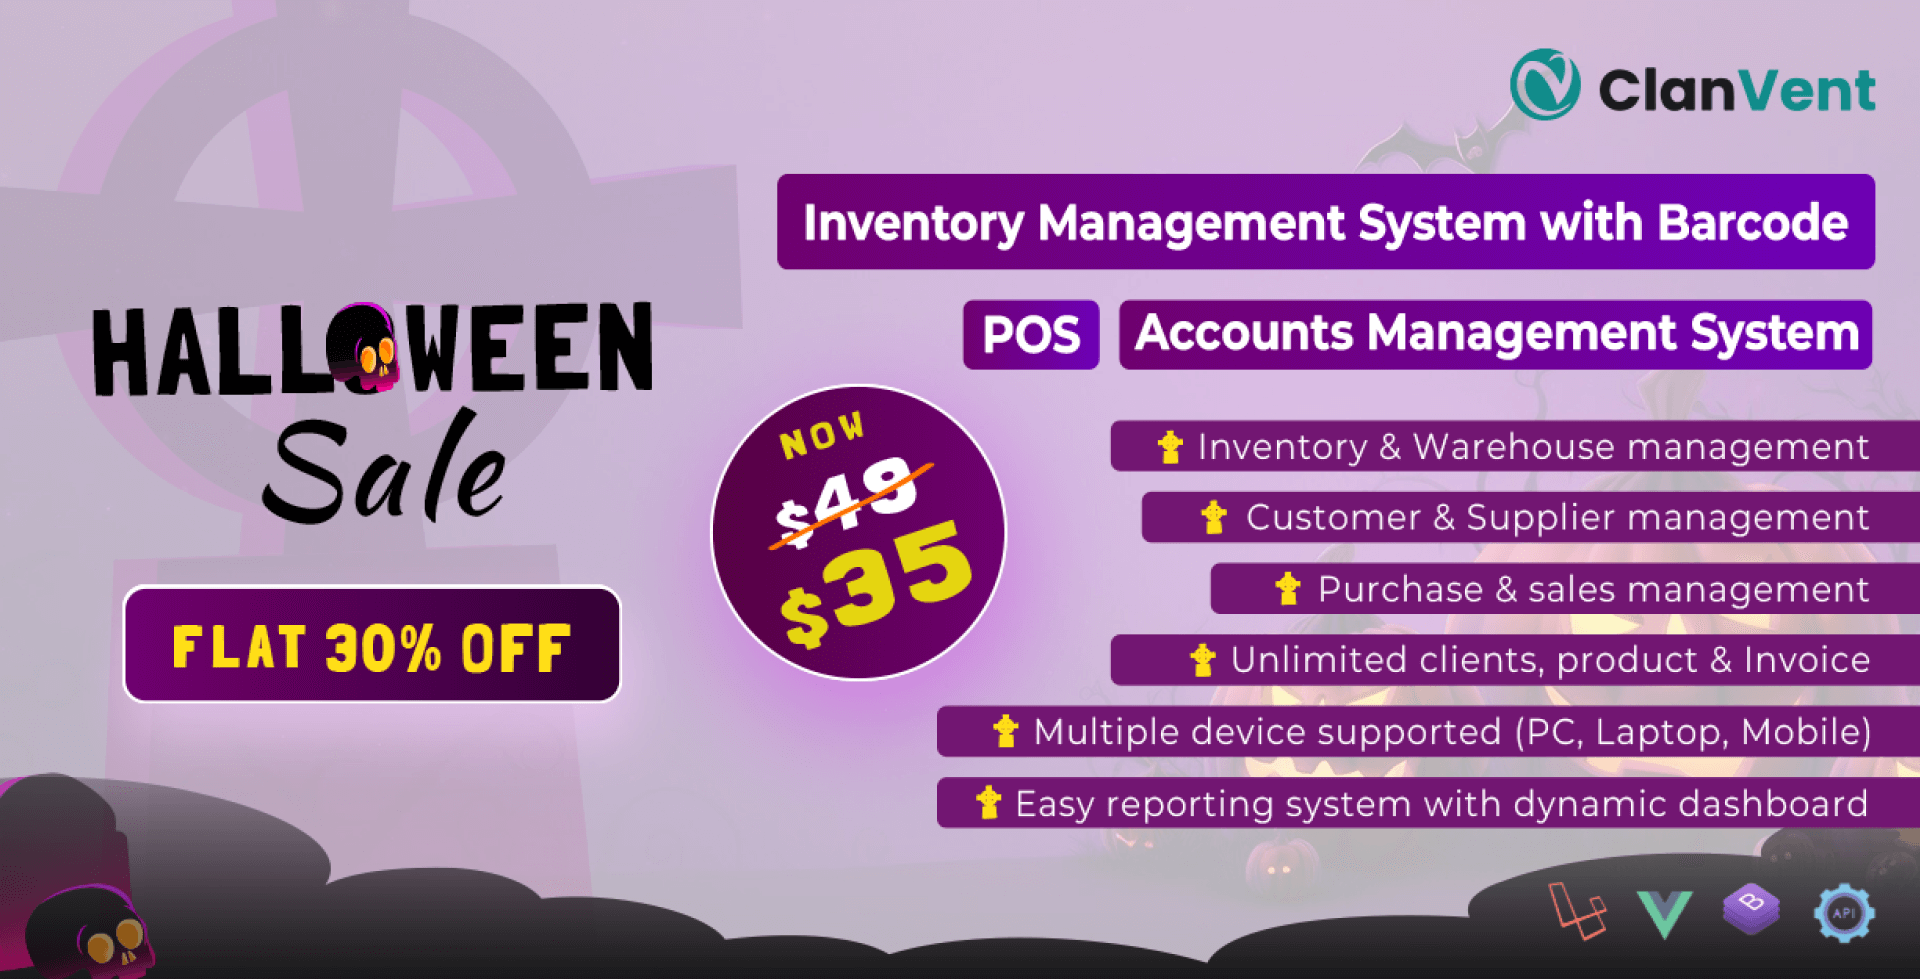 ClanVent
Inventory Management System with Barcode
POS Accounts Management System
HALLOWEEN
Sale
FLAT 30% OFF
NOW
$49
$35
Inventory & Warehouse management
Customer & Supplier management
Purchase & sales management
Unlimited clients, product & Invoice
Multiple device supported (PC, Laptop, Mobile)
Easy reporting system with dynamic dashboard
B
API